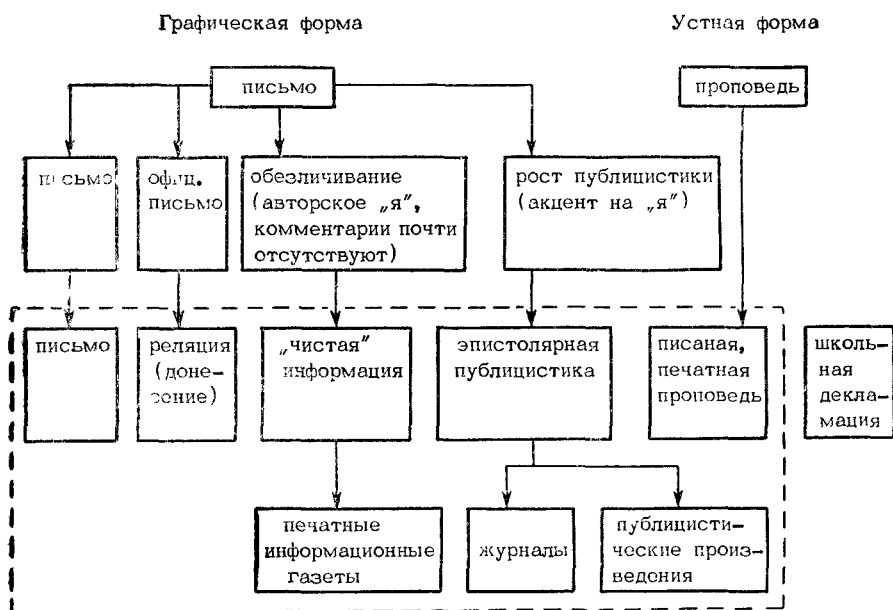 Графическая форма
Устная форма
письмо
проповедь
письмо
офиц.
письмо
обезличивание
(авторское „я",
комментарии почти
отсутствуют)
рост публицистики
(акцент на „я")
письмо
реляция
(доне-
сение)
„чистая"
информация
эпистолярная
публицистика
писаная,
печатная
проповедь
школь-
ная
декла-
мация
печатные
информационные
газеты
журналы
публицисти-
ческие произ-
ведения